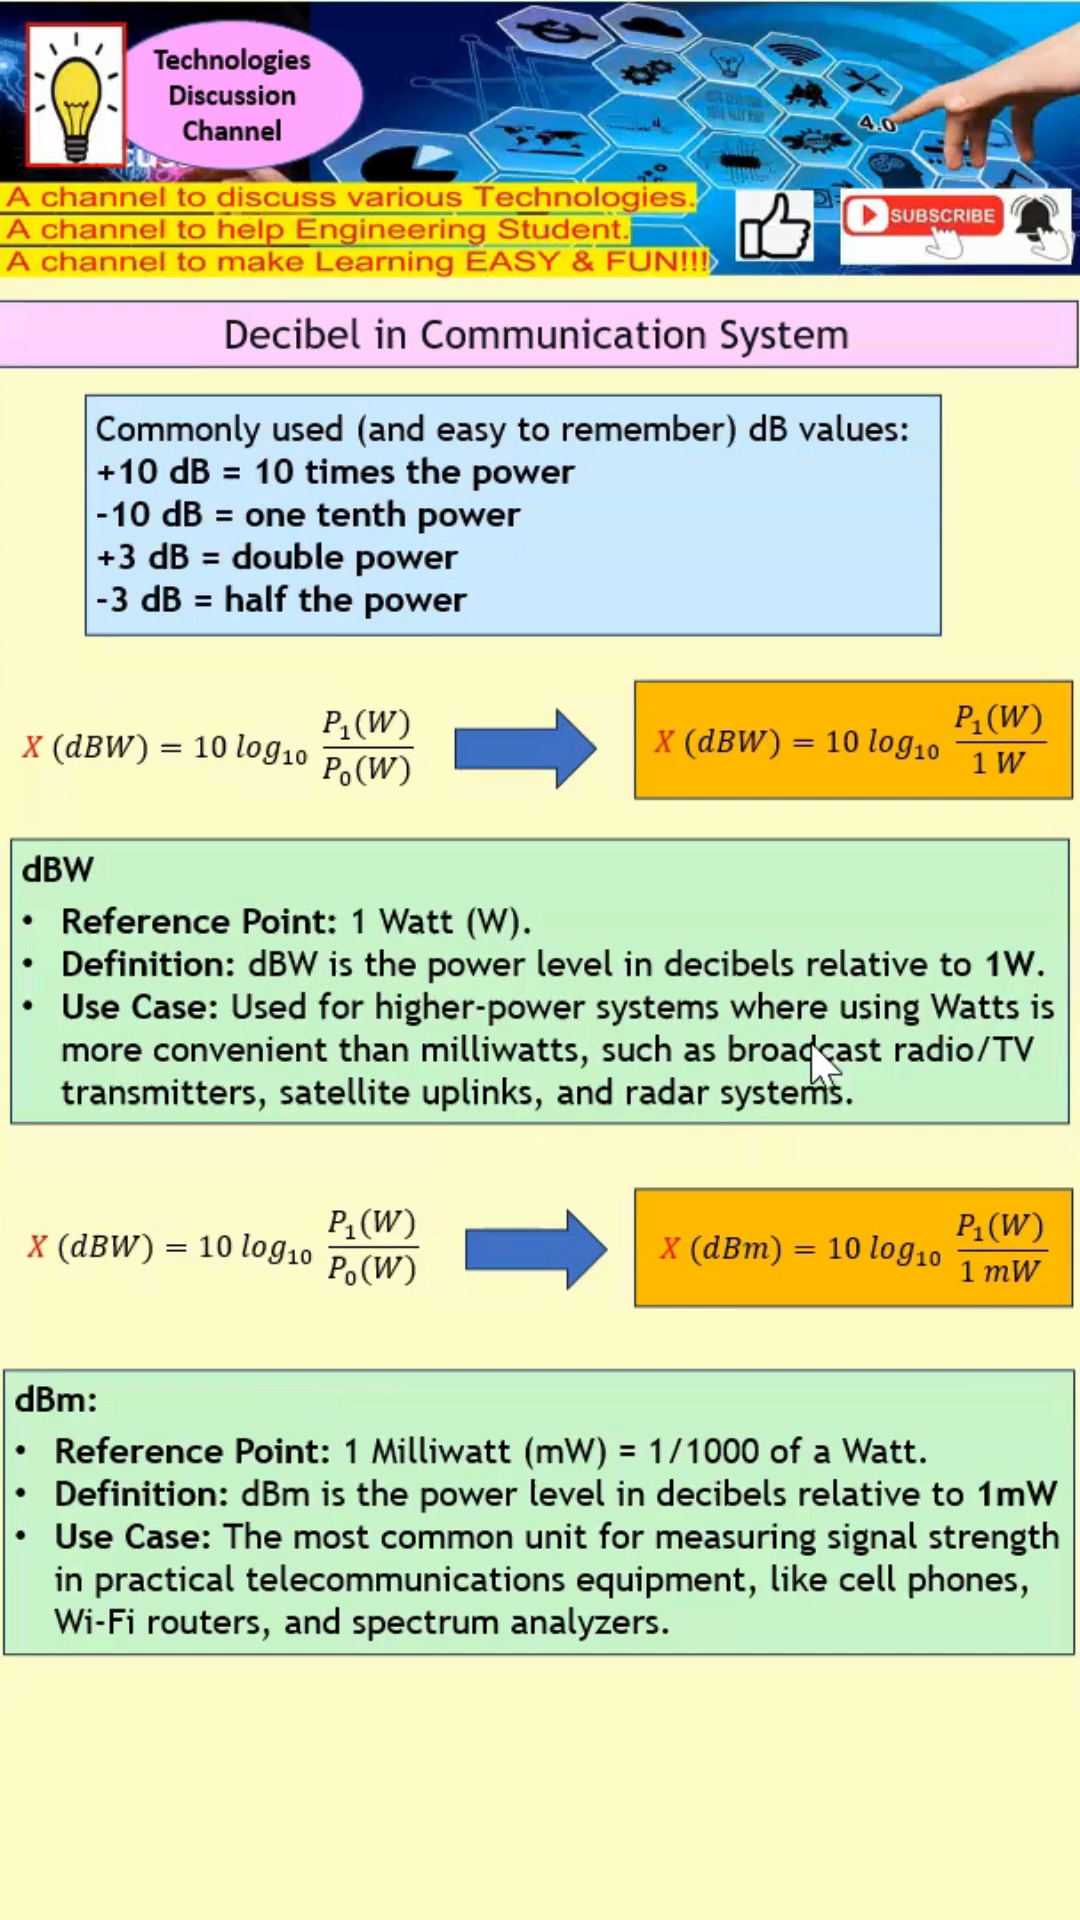 Technologies
Discussion
Channel
4.0
A channel to discuss various Technologies.
A channel to help Engineering Student.
A channel to make Learning EASY & FUN!!!
SUBSCRIBE
Decibel in Communication System
Commonly used (and easy to remember) dB values:
+10 dB = 10 times the power
-10 dB = one tenth power
+3 dB = double power
-3 dB = half the power
X (dBW) = 10 log₁₀ P₁(W) / P₀(W)
X (dBW) = 10 log₁₀ P₁(W) / 1 W
dBW
• Reference Point: 1 Watt (W).
• Definition: dBW is the power level in decibels relative to 1W.
• Use Case: Used for higher-power systems where using Watts is
more convenient than milliwatts, such as broadcast radio/TV
transmitters, satellite uplinks, and radar systems.
X (dBW) = 10 log₁₀ P₁(W) / P₀(W)
X (dBm) = 10 log₁₀ P₁(W) / 1 mW
dBm:
• Reference Point: 1 Milliwatt (mW) = 1/1000 of a Watt.
• Definition: dBm is the power level in decibels relative to 1mW
• Use Case: The most common unit for measuring signal strength
in practical telecommunications equipment, like cell phones,
Wi-Fi routers, and spectrum analyzers.